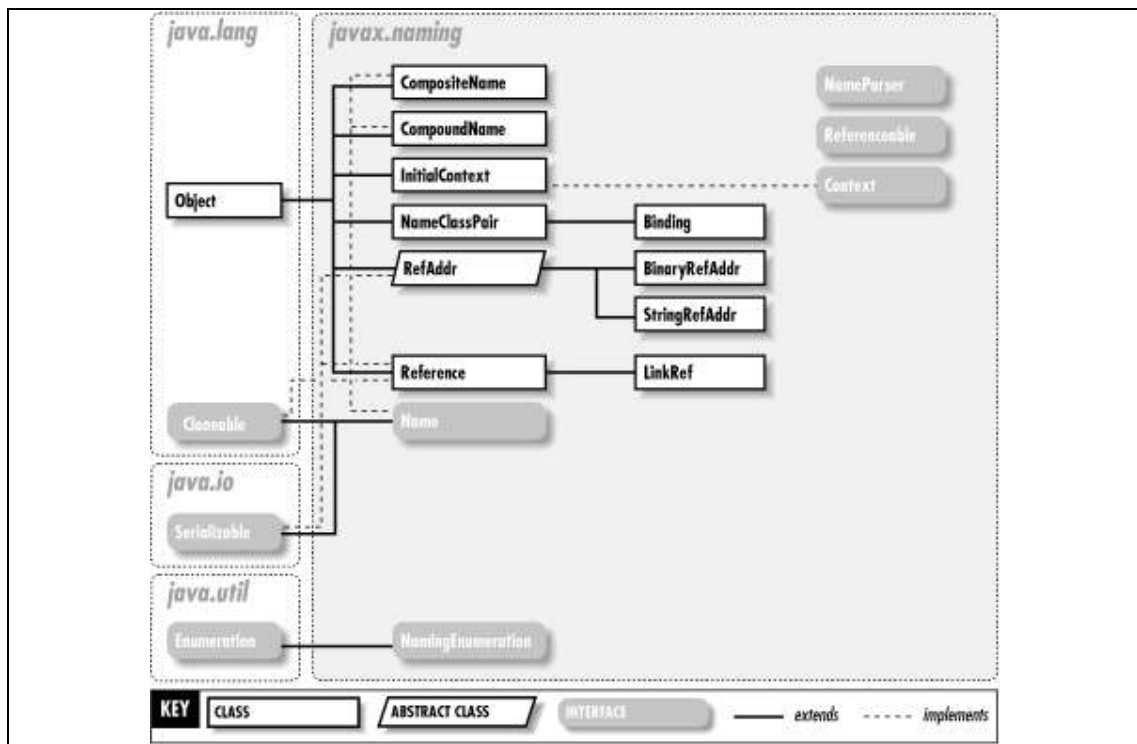 java.lang
javax.naming
CompositeName
NameParser
CompoundName
Referenceable
InitialContext
Context
Object
NameClassPair
Binding
RefAddr
BinaryRefAddr
StringRefAddr
Reference
LinkRef
Cloneable
Name
java.io
Serializable
java.util
Enumeration
NamingEnumeration
KEY
CLASS
ABSTRACT CLASS
INTERFACE
extends
implements